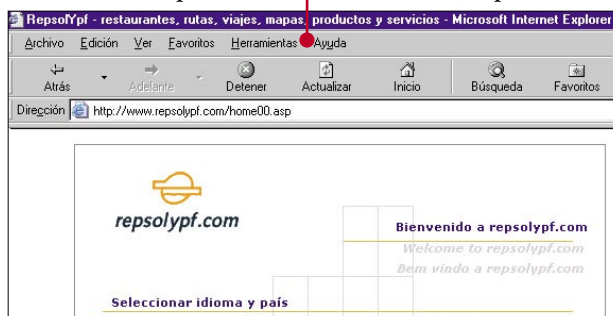 RepsolYpf - restaurantes, rutas, viajes, mapas, productos y servicios - Microsoft Internet Explorer
Archivo Edición Ver Favoritos Herramientas Ayuda
Atrás Adelante Detener Actualizar Inicio Búsqueda Favoritos
Dirección http://www.repsolypf.com/home00.asp
repsolypf.com
Bienvenido a repsolypf.com
Welcome to repsolypf.com
Bem vindo a repsolypf.com
Seleccionar idioma y país